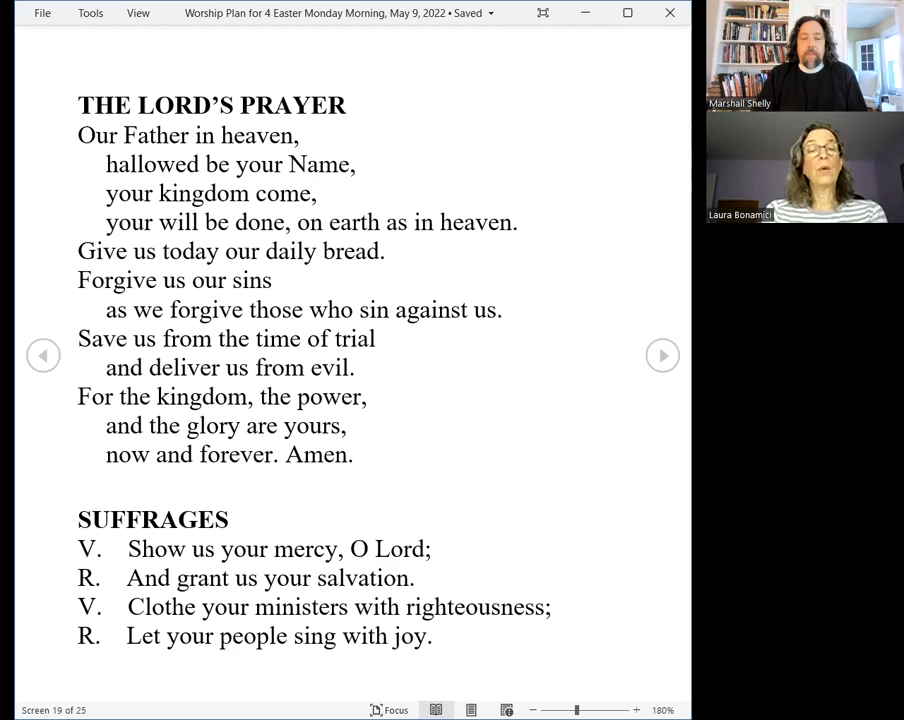 File Tools View Worship Plan for 4 Easter Monday Morning, May 9, 2022 • Saved
THE LORD’S PRAYER
Our Father in heaven,
hallowed be your Name,
your kingdom come,
your will be done, on earth as in heaven.
Give us today our daily bread.
Forgive us our sins
as we forgive those who sin against us.
Save us from the time of trial
and deliver us from evil.
For the kingdom, the power,
and the glory are yours,
now and forever. Amen.
SUFFRAGES
V. Show us your mercy, O Lord;
R. And grant us your salvation.
V. Clothe your ministers with righteousness;
R. Let your people sing with joy.
Screen 19 of 25 Focus 180%
Marshall Shelly
Laura Bonamici